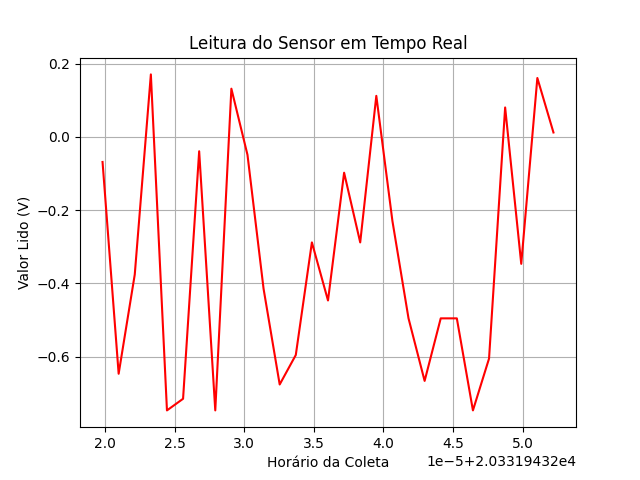 Leitura do Sensor em Tempo Real
0.2
0.0
−0.2
−0.4
−0.6
Valor Lido (V)
2.0 2.5 3.0 3.5 4.0 4.5 5.0
1e−5+2.03319432e4
Horário da Coleta